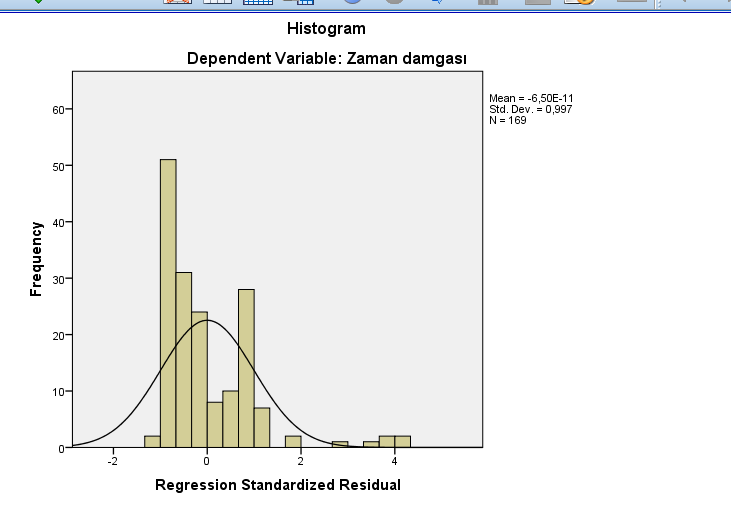 Histogram
Dependent Variable: Zaman damgası
Mean = -6,50E-11
Std. Dev. = 0,997
N = 169
60
50
40
30
20
10
0
Frequency
-2 0 2 4
Regression Standardized Residual